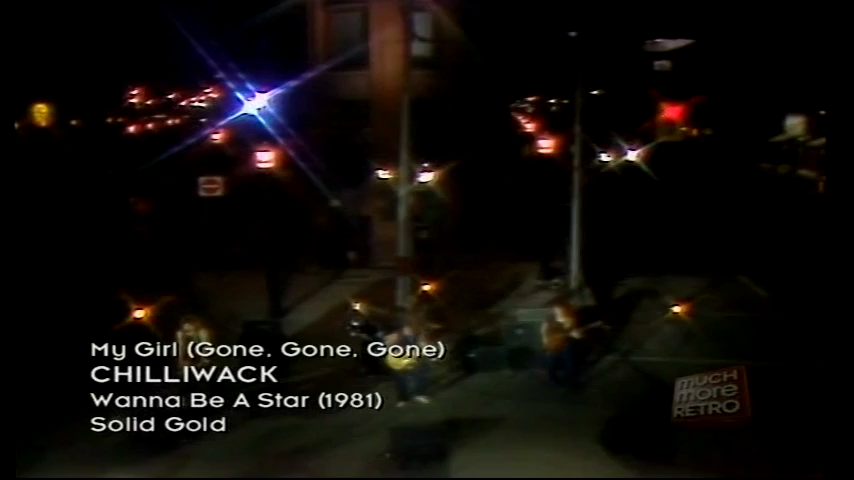 My Girl (Gone, Gone, Gone)
CHILLIWACK
Wanna Be A Star (1981)
Solid Gold
MUCH
more
RETRO